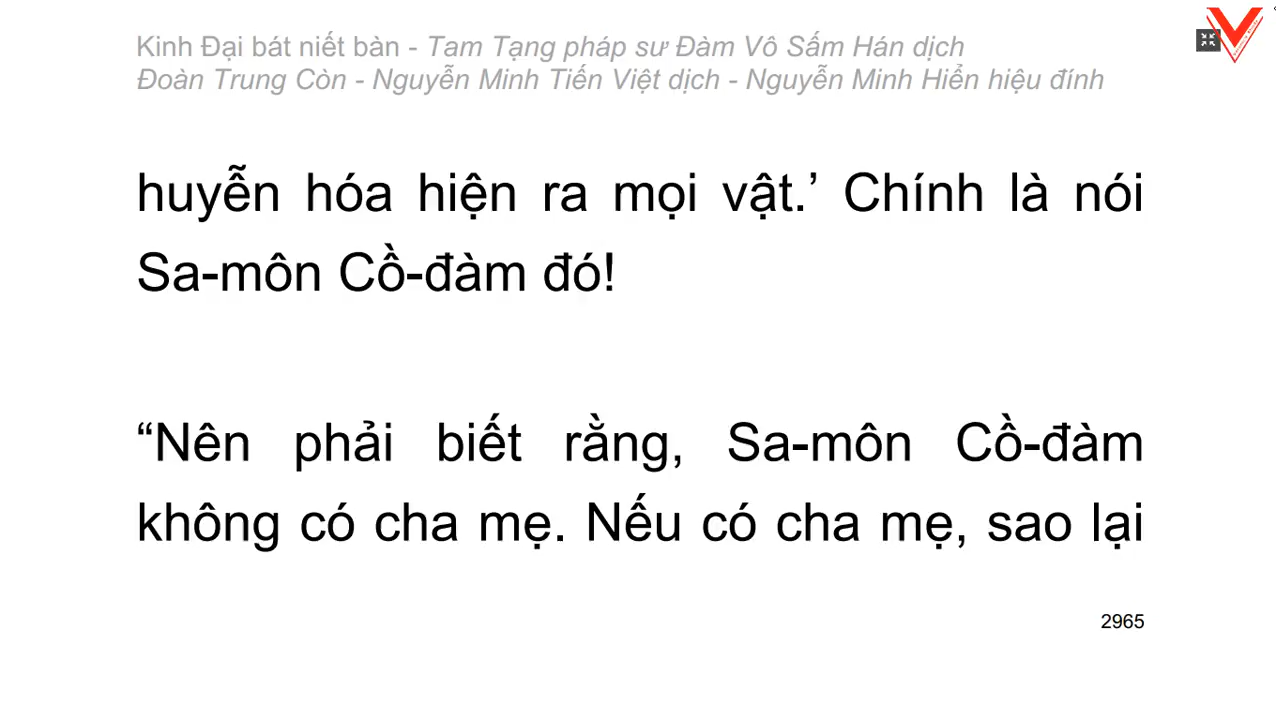 Kinh Đại bát niết bàn - Tam Tạng pháp sư Đàm Vô Sấm Hán dịch
Đoàn Trung Còn - Nguyễn Minh Tiến Việt dịch - Nguyễn Minh Hiển hiệu đính
huyễn hóa hiện ra mọi vật.’ Chính là nói
Sa-môn Cồ-đàm đó!
“Nên phải biết rằng, Sa-môn Cồ-đàm
không có cha mẹ. Nếu có cha mẹ, sao lại
2965